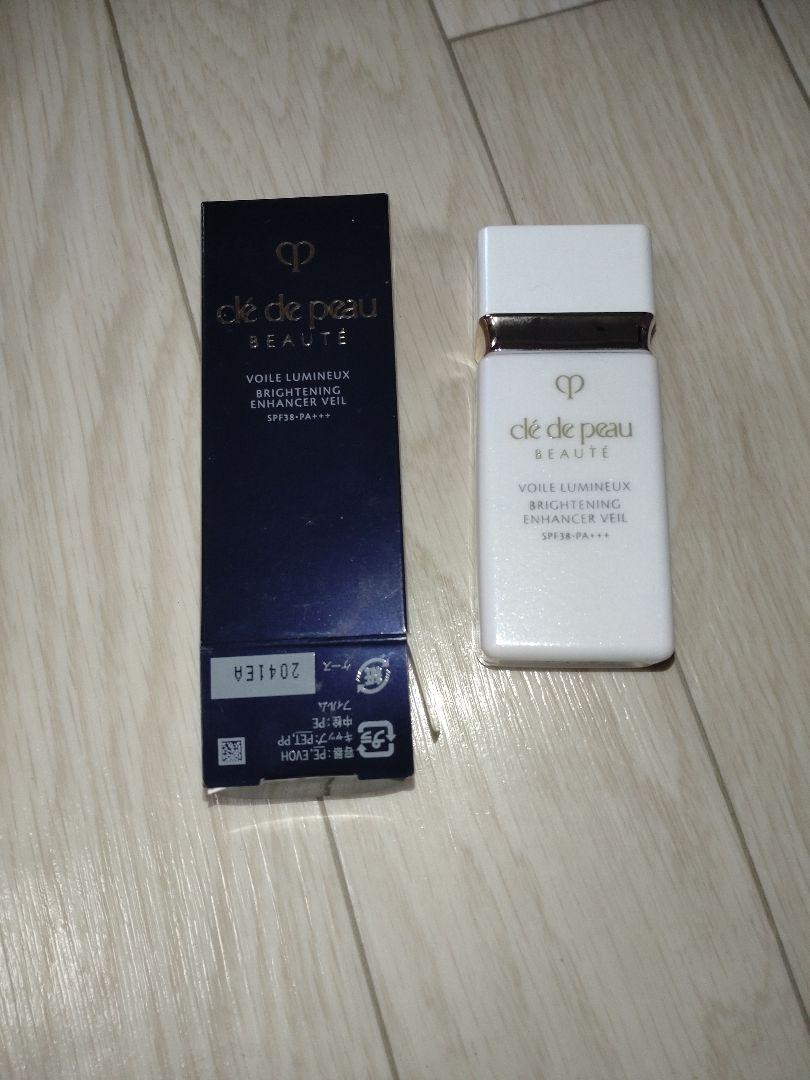 clé de peau
BEAUTÉ
VOILE LUMINEUX
BRIGHTENING
ENHANCER VEIL
SPF38・PA+++
容器:PE, EVOH
キャップ:PET, PP
中栓:PE
フィルム
プラ
紙
ケース
2041EA
clé de peau
BEAUTÉ
VOILE LUMINEUX
BRIGHTENING
ENHANCER VEIL
SPF38・PA+++